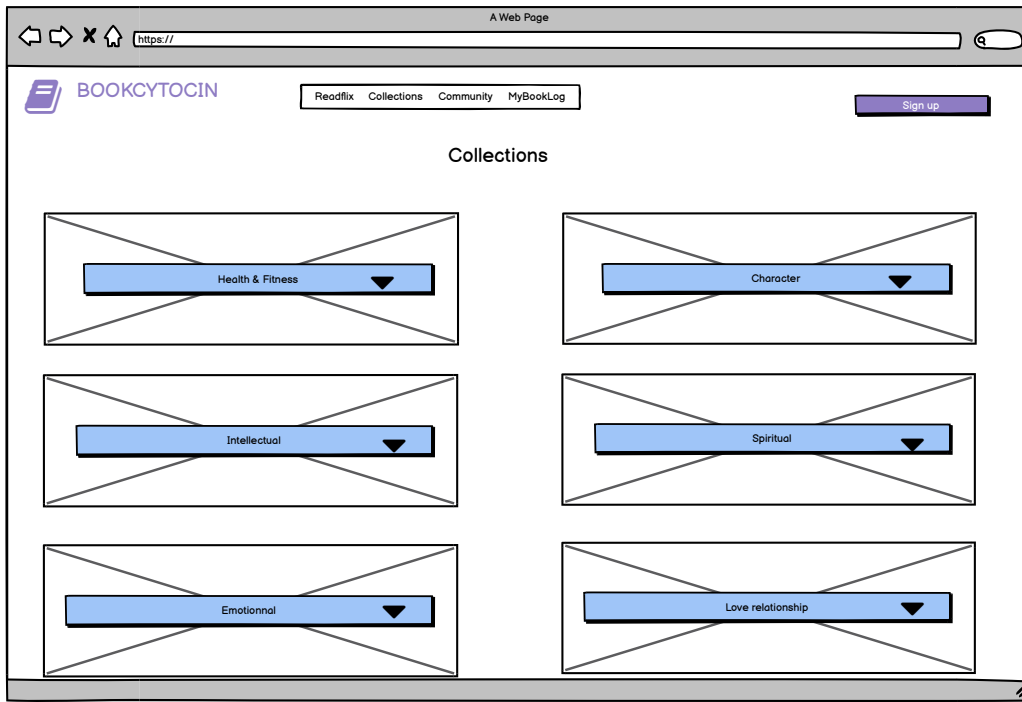 A Web Page
https://
BOOKCYTOCIN
Readflix Collections Community MyBookLog
Sign up
Collections
Health & Fitness
Character
Intellectual
Spiritual
Emotionnal
Love relationship